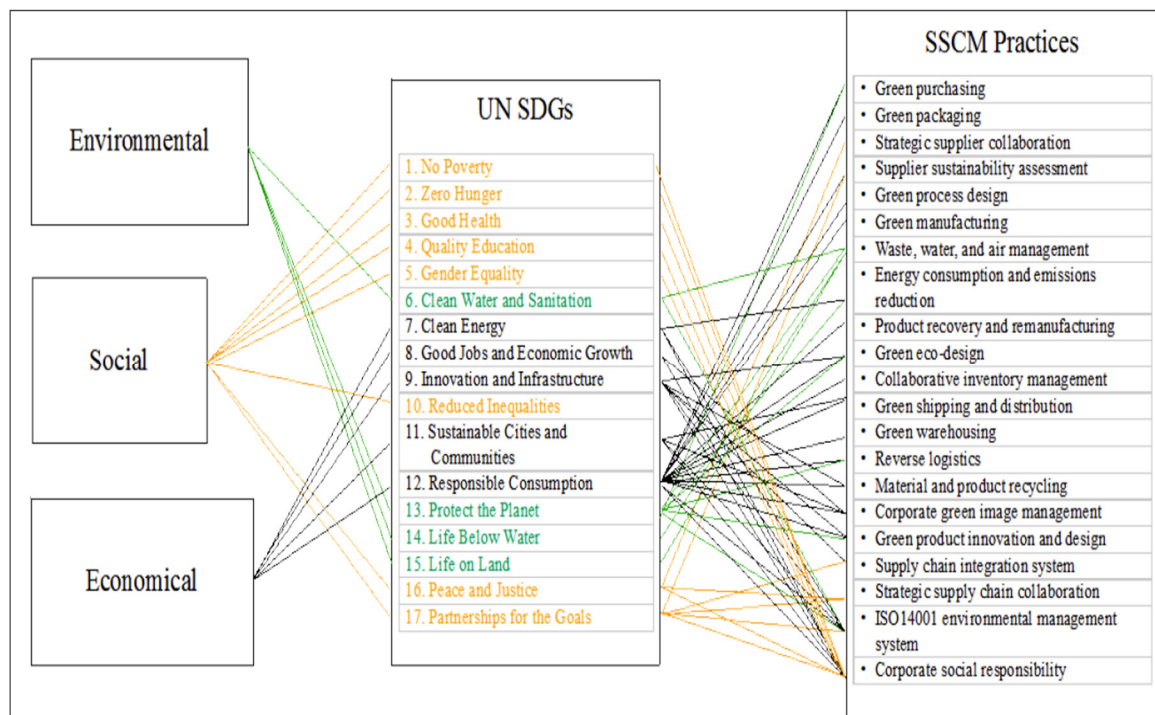 Environmental
Social
Economical
UN SDGs
1. No Poverty
2. Zero Hunger
3. Good Health
4. Quality Education
5. Gender Equality
6. Clean Water and Sanitation
7. Clean Energy
8. Good Jobs and Economic Growth
9. Innovation and Infrastructure
10. Reduced Inequalities
11. Sustainable Cities and
Communities
12. Responsible Consumption
13. Protect the Planet
14. Life Below Water
15. Life on Land
16. Peace and Justice
17. Partnerships for the Goals
SSCM Practices
• Green purchasing
• Green packaging
• Strategic supplier collaboration
• Supplier sustainability assessment
• Green process design
• Green manufacturing
• Waste, water, and air management
• Energy consumption and emissions
reduction
• Product recovery and remanufacturing
• Green eco-design
• Collaborative inventory management
• Green shipping and distribution
• Green warehousing
• Reverse logistics
• Material and product recycling
• Corporate green image management
• Green product innovation and design
• Supply chain integration system
• Strategic supply chain collaboration
• ISO14001 environmental management
system
• Corporate social responsibility